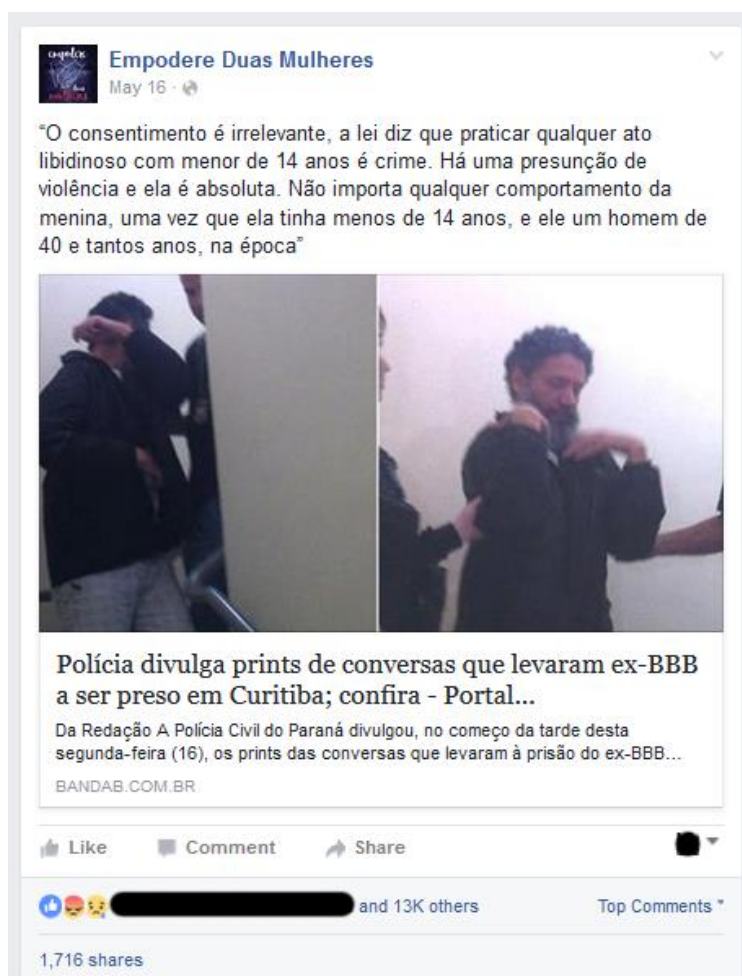 Empodere Duas Mulheres
May 16 ·
“O consentimento é irrelevante, a lei diz que praticar qualquer ato
libidinoso com menor de 14 anos é crime. Há uma presunção de
violência e ela é absoluta. Não importa qualquer comportamento da
menina, uma vez que ela tinha menos de 14 anos, e ele um homem de
40 e tantos anos, na época”
Polícia divulga prints de conversas que levaram ex-BBB
a ser preso em Curitiba; confira - Portal...
Da Redação A Polícia Civil do Paraná divulgou, no começo da tarde desta
segunda-feira (16), os prints das conversas que levaram à prisão do ex-BBB...
BANDAB.COM.BR
Like Comment Share
and 13K others Top Comments
1,716 shares